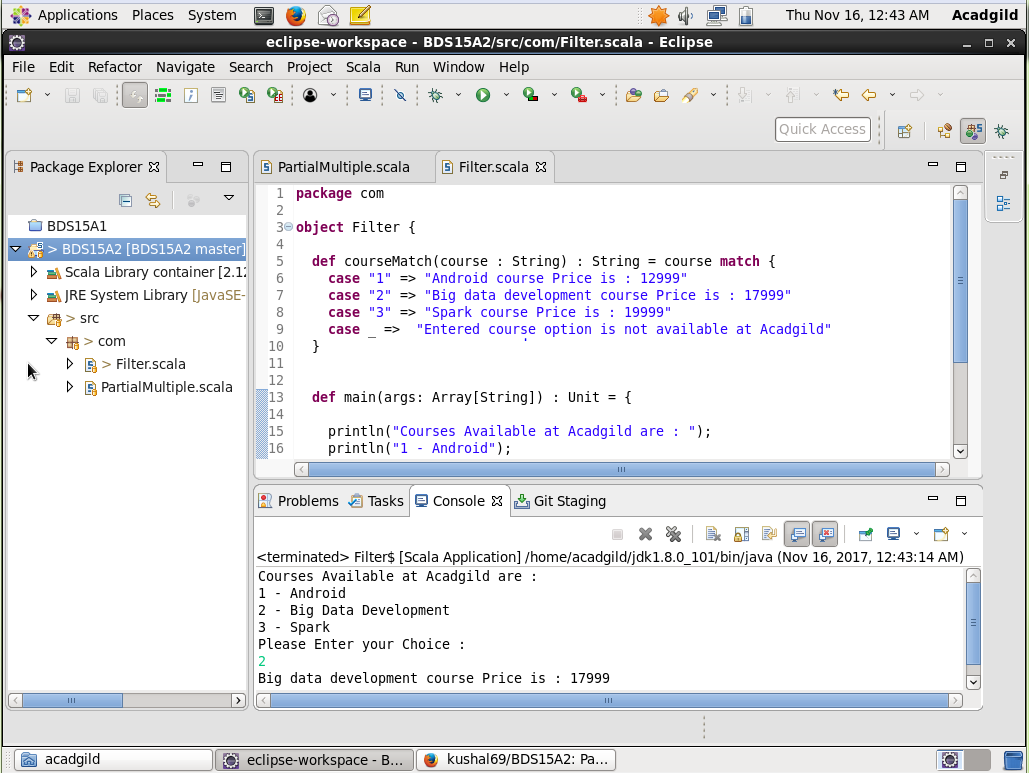 Applications Places System Thu Nov 16, 12:43 AM Acadgild
eclipse-workspace - BDS15A2/src/com/Filter.scala - Eclipse
File Edit Refactor Navigate Search Project Scala Run Window Help
Quick Access
Package Explorer
BDS15A1
> BDS15A2 [BDS15A2 master]
Scala Library container [2.12
JRE System Library [JavaSE-
> src
> com
> Filter.scala
PartialMultiple.scala
PartialMultiple.scala Filter.scala
1 package com
2
3 object Filter {
4
5 def courseMatch(course : String) : String = course match {
6 case "1" => "Android course Price is : 12999"
7 case "2" => "Big data development course Price is : 17999"
8 case "3" => "Spark course Price is : 19999"
9 case _ => "Entered course option is not available at Acadgild"
10 }
11
12
13 def main(args: Array[String]) : Unit = {
14
15 println("Courses Available at Acadgild are : ");
16 println("1 - Android");
Problems Tasks Console Git Staging
<terminated> Filter$ [Scala Application] /home/acadgild/jdk1.8.0_101/bin/java (Nov 16, 2017, 12:43:14 AM)
Courses Available at Acadgild are :
1 - Android
2 - Big Data Development
3 - Spark
Please Enter your Choice :
2
Big data development course Price is : 17999
acadgild eclipse-workspace - B... kushal69/BDS15A2: Pa...